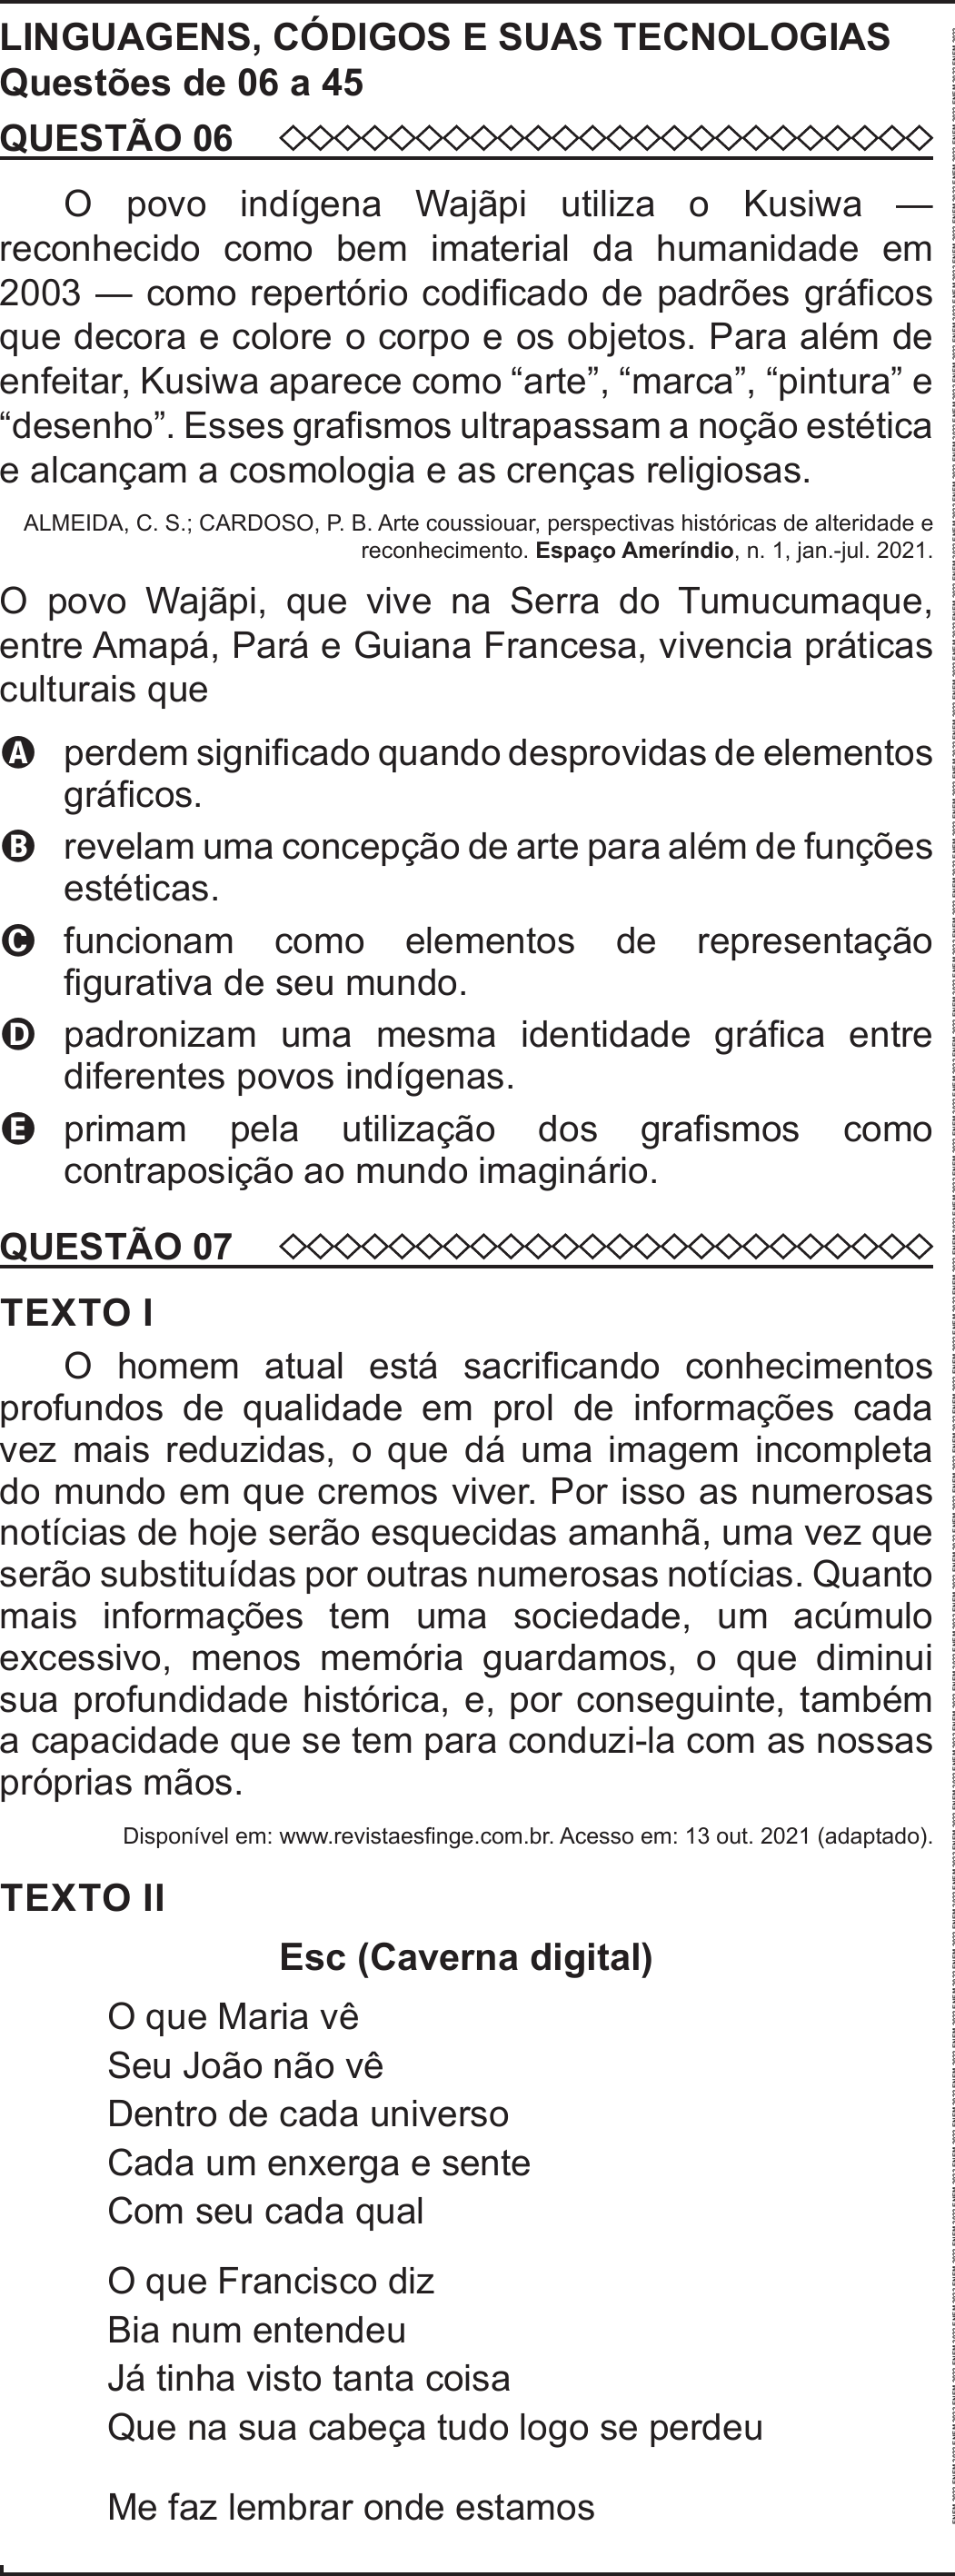 LINGUAGENS, CÓDIGOS E SUAS TECNOLOGIAS
Questões de 06 a 45
QUESTÃO 06
O povo indígena Wajãpi utiliza o Kusiwa —
reconhecido como bem imaterial da humanidade em
2003 — como repertório codificado de padrões gráficos
que decora e colore o corpo e os objetos. Para além de
enfeitar, Kusiwa aparece como “arte”, “marca”, “pintura” e
“desenho”. Esses grafismos ultrapassam a noção estética
e alcançam a cosmologia e as crenças religiosas.
ALMEIDA, C. S.; CARDOSO, P. B. Arte coussiouar, perspectivas históricas de alteridade e
reconhecimento. Espaço Ameríndio, n. 1, jan.-jul. 2021.
O povo Wajãpi, que vive na Serra do Tumucumaque,
entre Amapá, Pará e Guiana Francesa, vivencia práticas
culturais que
A perdem significado quando desprovidas de elementos
gráficos.
B revelam uma concepção de arte para além de funções
estéticas.
C funcionam como elementos de representação
figurativa de seu mundo.
D padronizam uma mesma identidade gráfica entre
diferentes povos indígenas.
E primam pela utilização dos grafismos como
contraposição ao mundo imaginário.
QUESTÃO 07
TEXTO I
O homem atual está sacrificando conhecimentos
profundos de qualidade em prol de informações cada
vez mais reduzidas, o que dá uma imagem incompleta
do mundo em que cremos viver. Por isso as numerosas
notícias de hoje serão esquecidas amanhã, uma vez que
serão substituídas por outras numerosas notícias. Quanto
mais informações tem uma sociedade, um acúmulo
excessivo, menos memória guardamos, o que diminui
sua profundidade histórica, e, por conseguinte, também
a capacidade que se tem para conduzi-la com as nossas
próprias mãos.
Disponível em: www.revistaesfinge.com.br. Acesso em: 13 out. 2021 (adaptado).
TEXTO II
Esc (Caverna digital)
O que Maria vê
Seu João não vê
Dentro de cada universo
Cada um enxerga e sente
Com seu cada qual
O que Francisco diz
Bia num entendeu
Já tinha visto tanta coisa
Que na sua cabeça tudo logo se perdeu
Me faz lembrar onde estamos